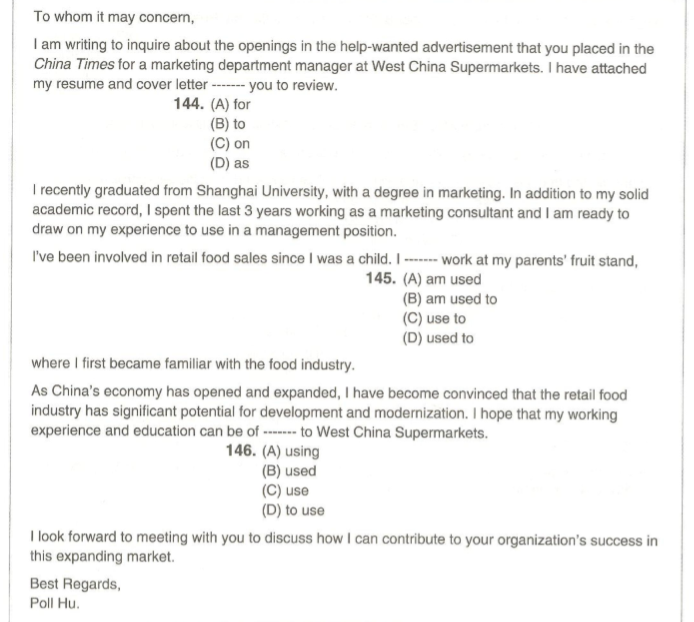 To whom it may concern,
I am writing to inquire about the openings in the help-wanted advertisement that you placed in the
China Times for a marketing department manager at West China Supermarkets. I have attached
my resume and cover letter ------- you to review.
144. (A) for
(B) to
(C) on
(D) as
I recently graduated from Shanghai University, with a degree in marketing. In addition to my solid
academic record, I spent the last 3 years working as a marketing consultant and I am ready to
draw on my experience to use in a management position.
I've been involved in retail food sales since I was a child. I ------- work at my parents' fruit stand,
145. (A) am used
(B) am used to
(C) use to
(D) used to
where I first became familiar with the food industry.
As China's economy has opened and expanded, I have become convinced that the retail food
industry has significant potential for development and modernization. I hope that my working
experience and education can be of ------- to West China Supermarkets.
146. (A) using
(B) used
(C) use
(D) to use
I look forward to meeting with you to discuss how I can contribute to your organization's success in
this expanding market.
Best Regards,
Poll Hu.